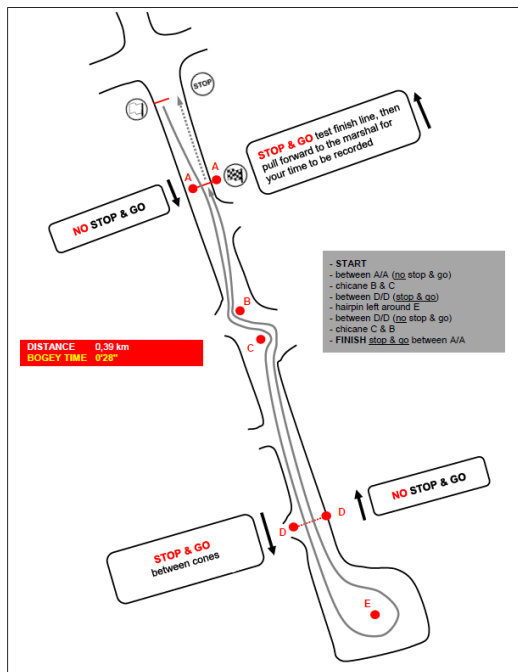 STOP
STOP & GO test finish line, then
pull forward to the marshal for
your time to be recorded
A
A
NO STOP & GO
- START
- between A/A (no stop & go)
- chicane B & C
- between D/D (stop & go)
- hairpin left around E
- between D/D (no stop & go)
- chicane C & B
- FINISH stop & go between A/A
B
C
DISTANCE 0,39 km
BOGEY TIME 0'28"
NO STOP & GO
D
D
STOP & GO
between cones
E